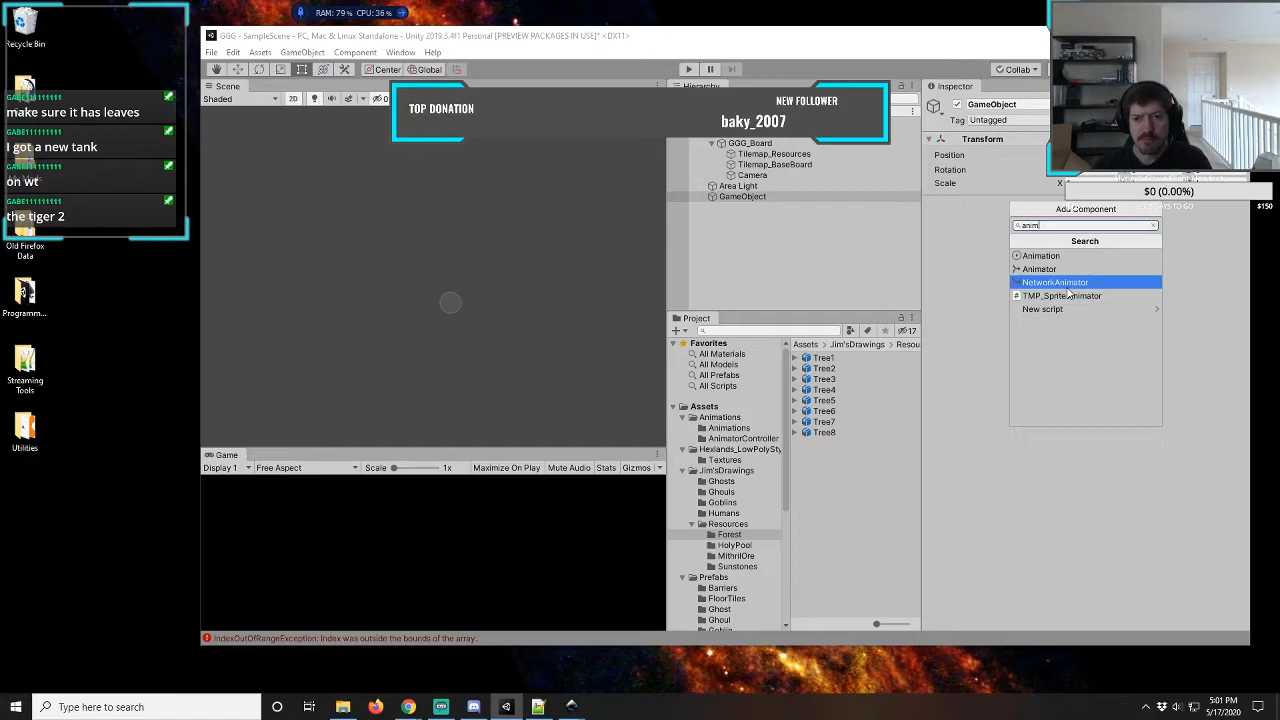 RAM: 79 % CPU: 36 %
Recycle Bin
GABE111111111
make sure it has leaves
GABE111111111
I got a new tank
GABE111111111
on wt
GABE111111111
the tiger 2
Old Firefox
Data
Programm...
Streaming
Tools
Utilities
GGG - SampleScene - PC, Mac & Linux Standalone - Unity 2019.3.4f1 Personal [PREVIEW PACKAGES IN USE]* <DX11>
File Edit Assets GameObject Component Window Help
Center Global
Collab
Scene
Shaded 2D 0
Hierarchy
TOP DONATION
NEW FOLLOWER
baky_2007
GGG_Board
Tilemap_Resources
Tilemap_BaseBoard
Camera
Area Light
GameObject
Inspector
GameObject
Tag Untagged
Transform
Position
Rotation
Scale X
$0 (0.00%)
TO GO $150
Add Component
anim
Search
Animation
Animator
NetworkAnimator
TMP_SpriteAnimator
New script
Project
17
Favorites
All Materials
All Models
All Prefabs
All Scripts
Assets
Animations
Animations
AnimatorController
Hexlands_LowPolySty
Textures
Jim'sDrawings
Ghosts
Ghouls
Goblins
Humans
Resources
Forest
HolyPool
MithrilOre
Sunstones
Prefabs
Barriers
FloorTiles
Ghost
Ghoul
Assets > Jim'sDrawings > Resou
Tree1
Tree2
Tree3
Tree4
Tree5
Tree6
Tree7
Tree8
Game
Display 1 Free Aspect Scale 1x Maximize On Play Mute Audio Stats Gizmos
IndexOutOfRangeException: Index was outside the bounds of the array.
Type here to search
5:01 PM
5/17/2020